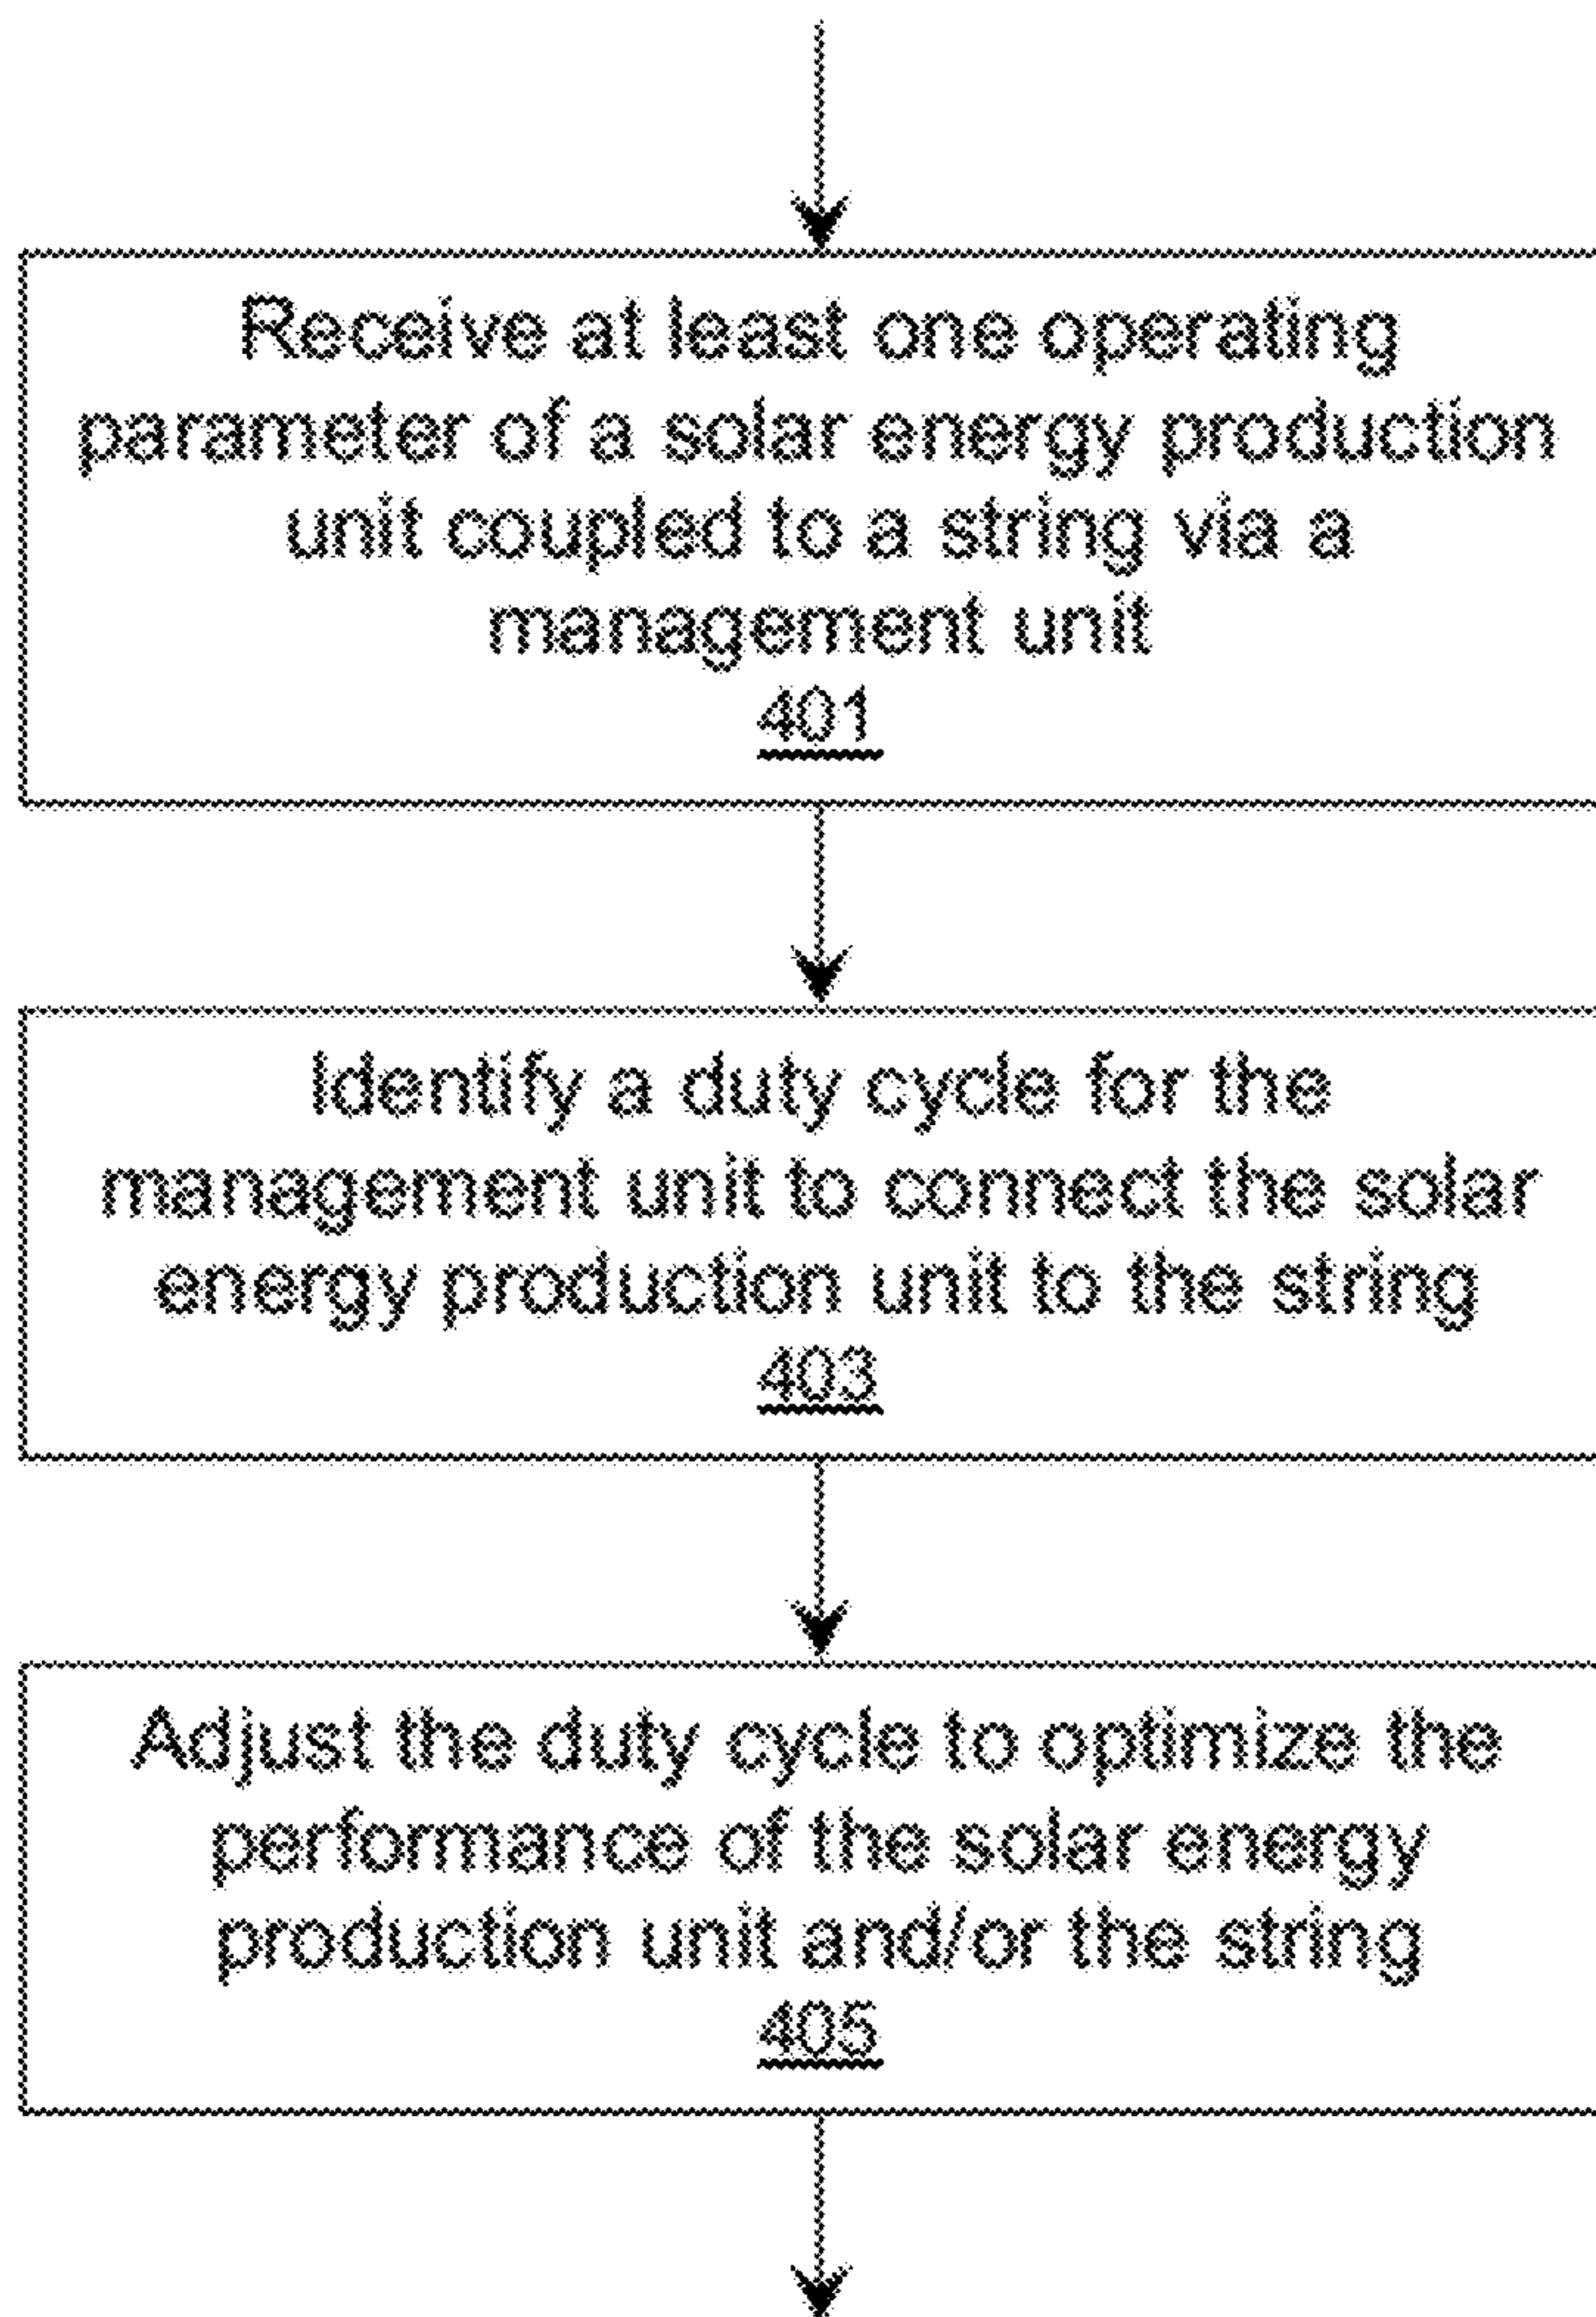 Receive at least one operating
parameter of a solar energy production
unit coupled to a string via a
management unit
401
Identify a duty cycle for the
management unit to connect the solar
energy production unit to the string
403
Adjust the duty cycle to optimize the
performance of the solar energy
production unit and/or the string
405